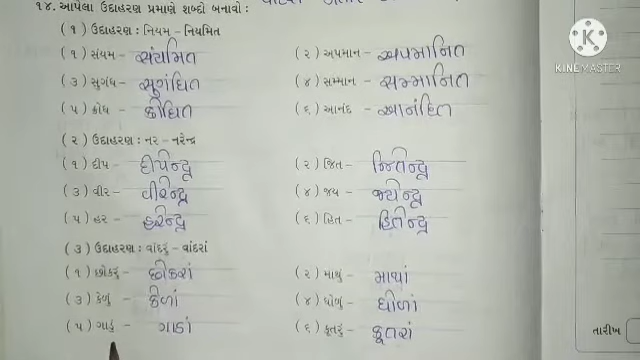 ૧૪. આપેલા ઉદાહરણ પ્રમાણે શબ્દો બનાવો :
(૧) ઉદાહરણ : નિયમ – નિયમિત
(૧) સંયમ – સંયમિત (૨) અપમાન – અપમાનિત
(૩) સુગંધ – સુગંધિત (૪) સન્માન – સન્માનિત
(૫) ક્રોધ – ક્રોધિત (૬) આનંદ – આનંદિત
(૨) ઉદાહરણ : નર – નરેન્દ્ર
(૧) દીપ – દીપેન્દ્ર (૨) જિત – જિતેન્દ્ર
(૩) વીર – વીરેન્દ્ર (૪) જય – જયેન્દ્ર
(૫) હર – હરેન્દ્ર (૬) હિત – હિતેન્દ્ર
(૩) ઉદાહરણ : વાંદરું – વાંદરાં
(૧) છોકરું – છોકરાં (૨) માથું – માથાં
(૩) કેળું – કેળાં (૪) ધોળું – ધોળાં
(૫) ગાડું – ગાડાં (૬) કૂતરું – કૂતરાં
KINEMASTER
તારીખ